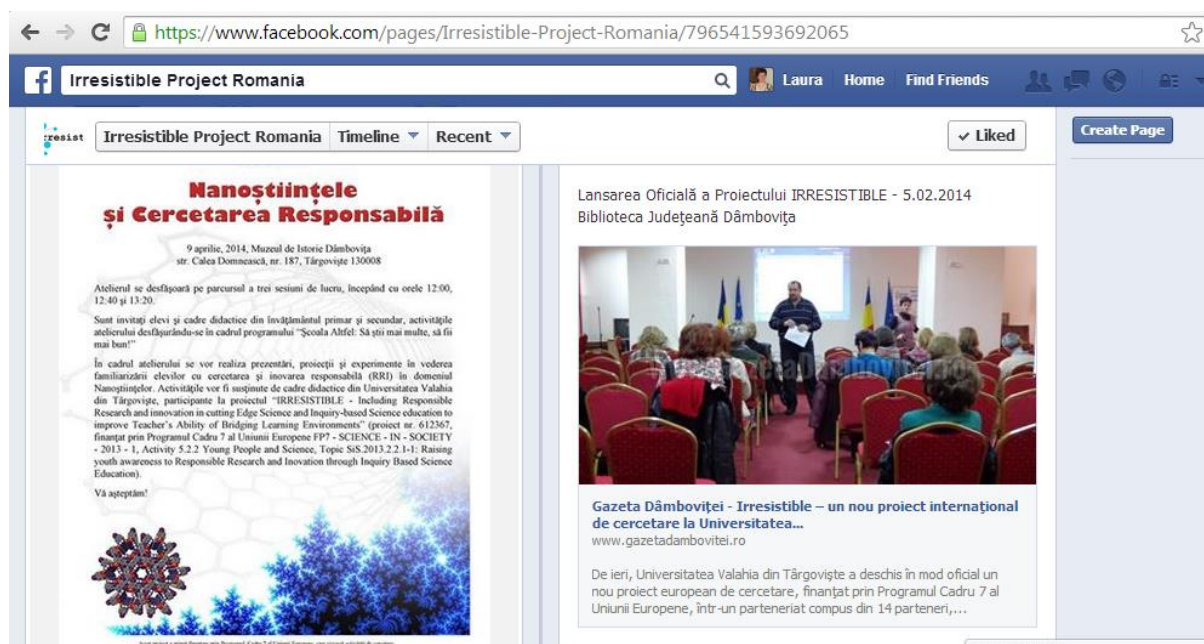 https://www.facebook.com/pages/Irresistible-Project-Romania/796541593692065
Irresistible Project Romania
Laura Home Find Friends
Irresistible Project Romania Timeline Recent
Liked
Create Page
Nanoștiințele
și Cercetarea Responsabilă
9 aprilie, 2014, Muzeul de Istorie Dâmbovița
str. Calea Domnească, nr. 187, Târgoviște 130008
Atelierul se desfășoară pe parcursul a trei sesiuni de lucru, începând cu orele 12:00,
12:40 și 13:20.
Sunt invitați elevi și cadre didactice din învățământul primar și secundar, activitățile
atelierului desfășurându-se în cadrul programului "Școala Altfel: Să știi mai multe, să fii
mai bun!"
În cadrul atelierului se vor realiza prezentări, proiecții și experimente în vederea
familiarizării elevilor cu cercetarea și inovarea responsabilă (RRI) în domeniul
Nanoștiințelor. Activitățile vor fi susținute de cadre didactice din Universitatea Valahia
din Târgoviște, participante la proiectul "IRRESISTIBLE - Including Responsible
Research and innovation in cutting Edge Science and Inquiry-based Science education to
improve Teacher's Ability of Bridging Learning Environments" (proiect nr. 612367,
finanțat prin Programul Cadru 7 al Uniunii Europene FP7 - SCIENCE - IN - SOCIETY
- 2013 - 1, Activity 5.2.2 Young People and Science, Topic SiS.2013.2.2.1-1: Raising
youth awareness to Responsible Research and Inovation through Inquiry Based Science
Education).
Vă așteptăm!
Lansarea Oficială a Proiectului IRRESISTIBLE - 5.02.2014
Biblioteca Județeană Dâmbovița
Gazeta Dâmboviței - Irresistible – un nou proiect internațional
de cercetare la Universitatea...
www.gazetadambovitei.ro
De ieri, Universitatea Valahia din Târgoviște a deschis în mod oficial un
nou proiect european de cercetare, finanțat prin Programul Cadru 7 al
Uniunii Europene, într-un parteneriat compus din 14 parteneri,...